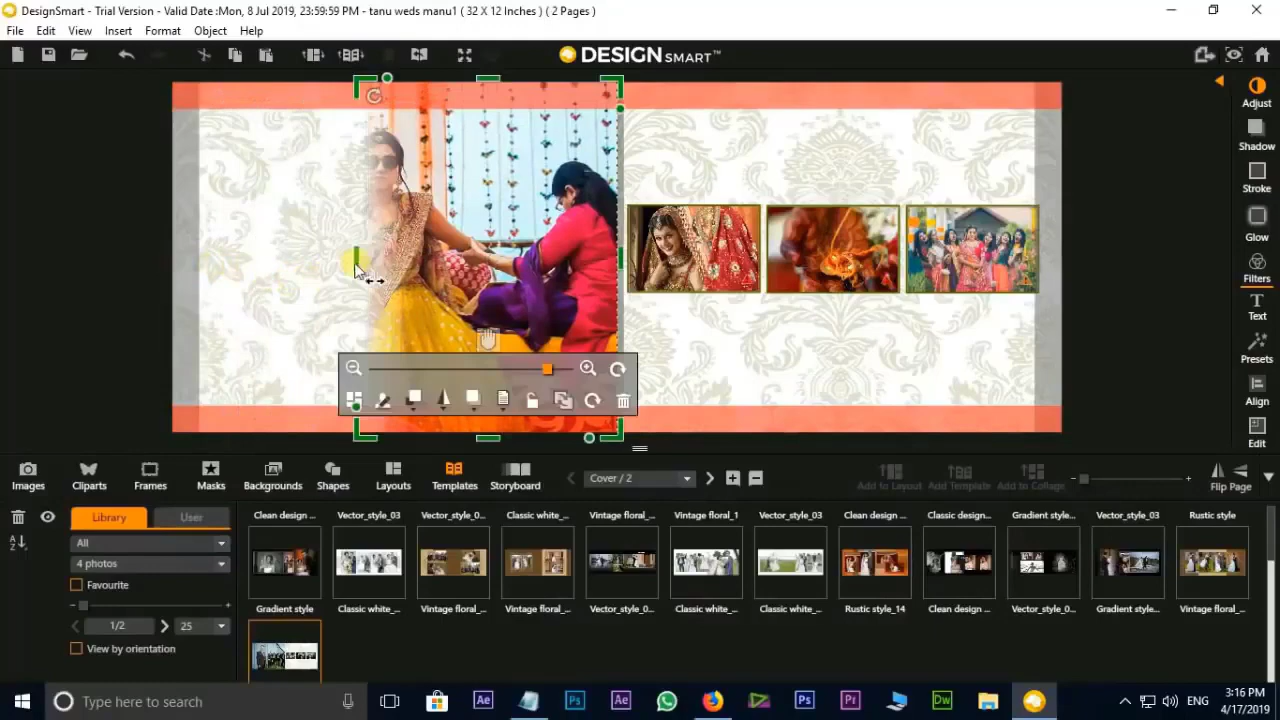 DesignSmart - Trial Version - Valid Date :Mon, 8 Jul 2019, 23:59:59 PM - tanu weds manu1 ( 32 X 12 Inches ) ( 2 Pages )
File Edit View Insert Format Object Help
DESIGN SMART™
Adjust
Shadow
Stroke
Glow
Filters
Text
Presets
Align
Edit
Images Cliparts Frames Masks Backgrounds Shapes Layouts Templates Storyboard
Cover / 2
Add to Layout Add Template Add to Collage
Flip Page
Library User
All
4 photos
Favourite
1/2 25
View by orientation
Clean design ... Vector_style_03 Vector_style_0... Classic white_... Vintage floral_... Vintage floral_1 Vector_style_03 Clean design ... Classic design... Gradient style... Vector_style_03 Rustic style
Gradient style Classic white_... Vintage floral_... Vintage floral_... Vector_style_0... Classic white_... Classic white_... Rustic style_14 Clean design ... Vector_style_0... Gradient style... Vintage floral_...
Type here to search
Ae Ps Ae Ps Pr Dw
ENG
3:16 PM
4/17/2019